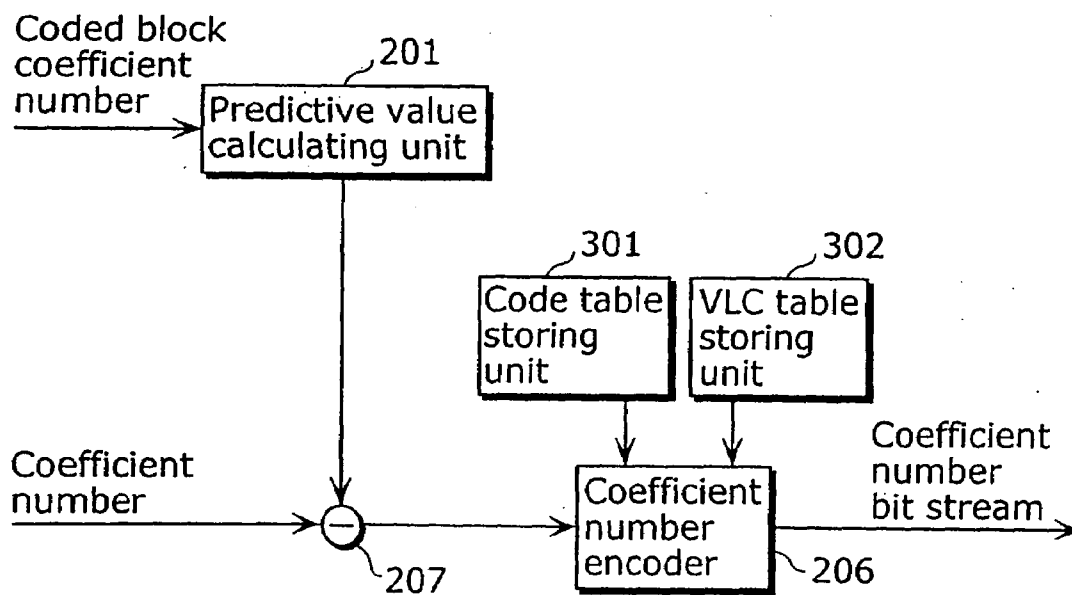 Coded block
coefficient
number
201
Predictive value
calculating unit
301
302
Code table
storing
unit
VLC table
storing
unit
Coefficient
number
207
Coefficient
number
encoder
206
Coefficient
number
bit stream